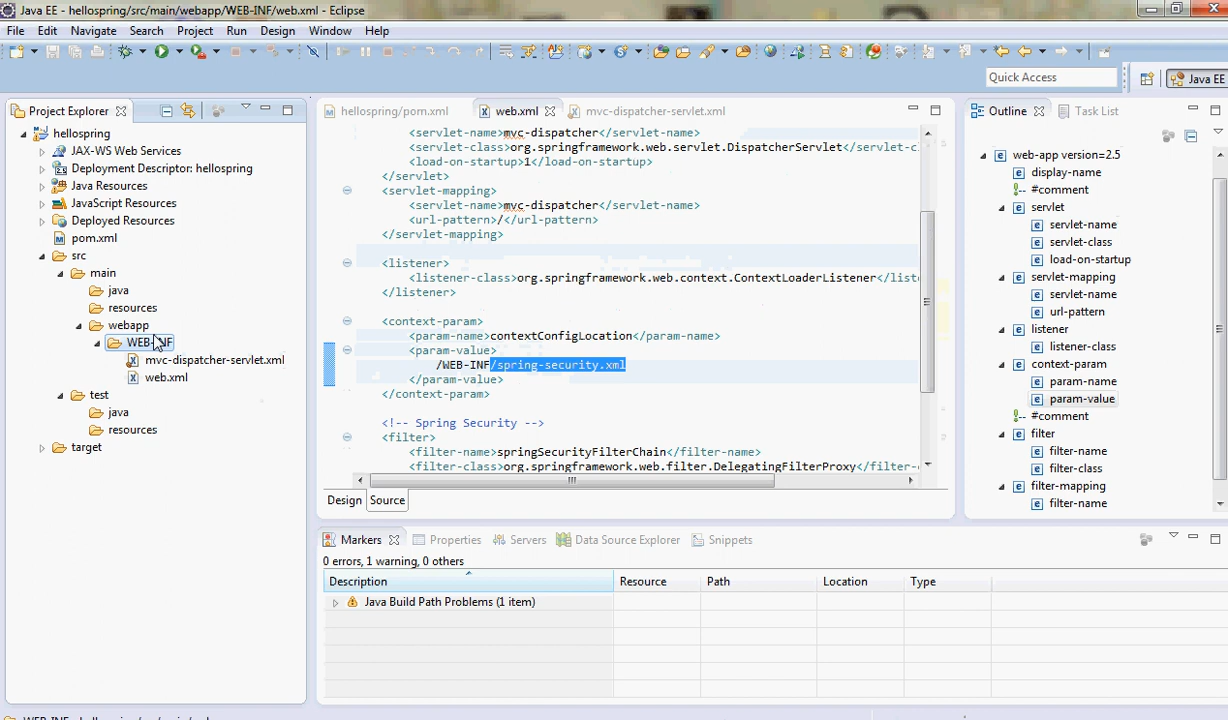 Java EE - hellospring/src/main/webapp/WEB-INF/web.xml - Eclipse
File Edit Navigate Search Project Run Design Window Help
Quick Access
Java EE
Project Explorer
hellospring
JAX-WS Web Services
Deployment Descriptor: hellospring
Java Resources
JavaScript Resources
Deployed Resources
pom.xml
src
main
java
resources
webapp
WEB-INF
mvc-dispatcher-servlet.xml
web.xml
test
java
resources
target
hellospring/pom.xml web.xml mvc-dispatcher-servlet.xml
<servlet-name>mvc-dispatcher</servlet-name>
<servlet-class>org.springframework.web.servlet.DispatcherServlet</servlet-c
<load-on-startup>1</load-on-startup>
</servlet>
<servlet-mapping>
<servlet-name>mvc-dispatcher</servlet-name>
<url-pattern>/</url-pattern>
</servlet-mapping>
<listener>
<listener-class>org.springframework.web.context.ContextLoaderListener</liste
</listener>
<context-param>
<param-name>contextConfigLocation</param-name>
<param-value>
/WEB-INF/spring-security.xml
</param-value>
</context-param>
<!-- Spring Security -->
<filter>
<filter-name>springSecurityFilterChain</filter-name>
<filter-class>org.springframework.web.filter.DelegatingFilterProxy</filter-
Design Source
Outline Task List
web-app version=2.5
display-name
#comment
servlet
servlet-name
servlet-class
load-on-startup
servlet-mapping
servlet-name
url-pattern
listener
listener-class
context-param
param-name
param-value
#comment
filter
filter-name
filter-class
filter-mapping
filter-name
Markers Properties Servers Data Source Explorer Snippets
0 errors, 1 warning, 0 others
Description Resource Path Location Type
Java Build Path Problems (1 item)